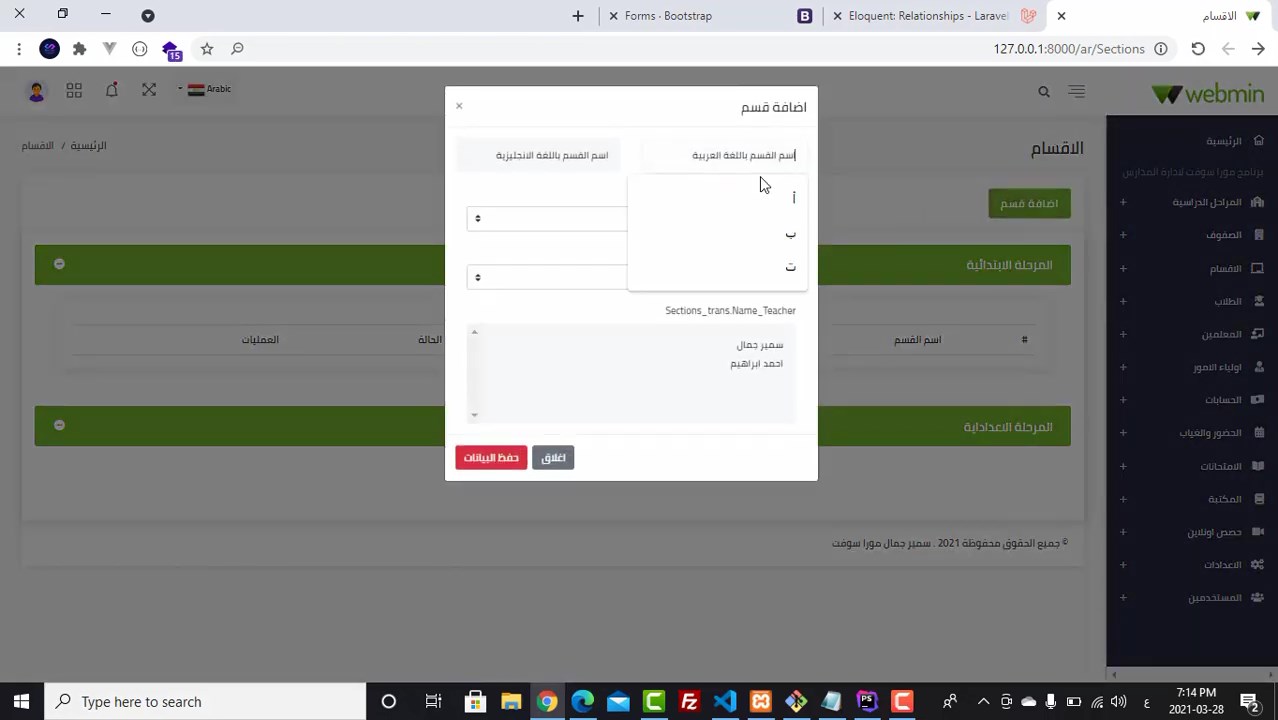 Forms - Bootstrap
Eloquent: Relationships - Laravel
الاقسام
15
127.0.0.1:8000/ar/Sections
Arabic
webmin
الاقسام
الرئيسية / الاقسام
اضافة قسم
المرحلة الابتدائية
#
اسم القسم
الحالة
العمليات
المرحلة الاعداداية
© جميع الحقوق محفوظة 2021 . سمير جمال مورا سوفت
اضافة قسم
×
اسم القسم باللغة العربية
اسم القسم باللغة الانجليزية
أ
ب
ت
Sections_trans.Name_Teacher
سمير جمال
احمد ابراهيم
اغلاق
حفظ البيانات
الرئيسية
برنامج مورا سوفت لادارة المدارس
المراحل الدراسية
الصفوف
الاقسام
الطلاب
المعلمين
اولياء الامور
الحسابات
الحضور والغياب
الامتحانات
المكتبة
حصص اونلاين
الاعدادات
المستخدمين
Type here to search
ع
7:14 PM
2021-03-28
2